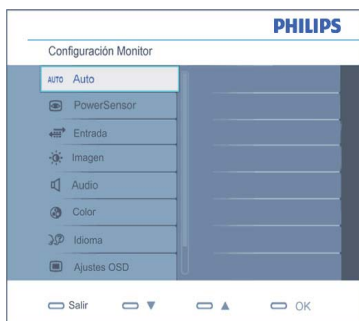 PHILIPS
Configuración Monitor
AUTO Auto
PowerSensor
Entrada
Imagen
Audio
Color
Idioma
Ajustes OSD
Salir ▼ ▲ OK